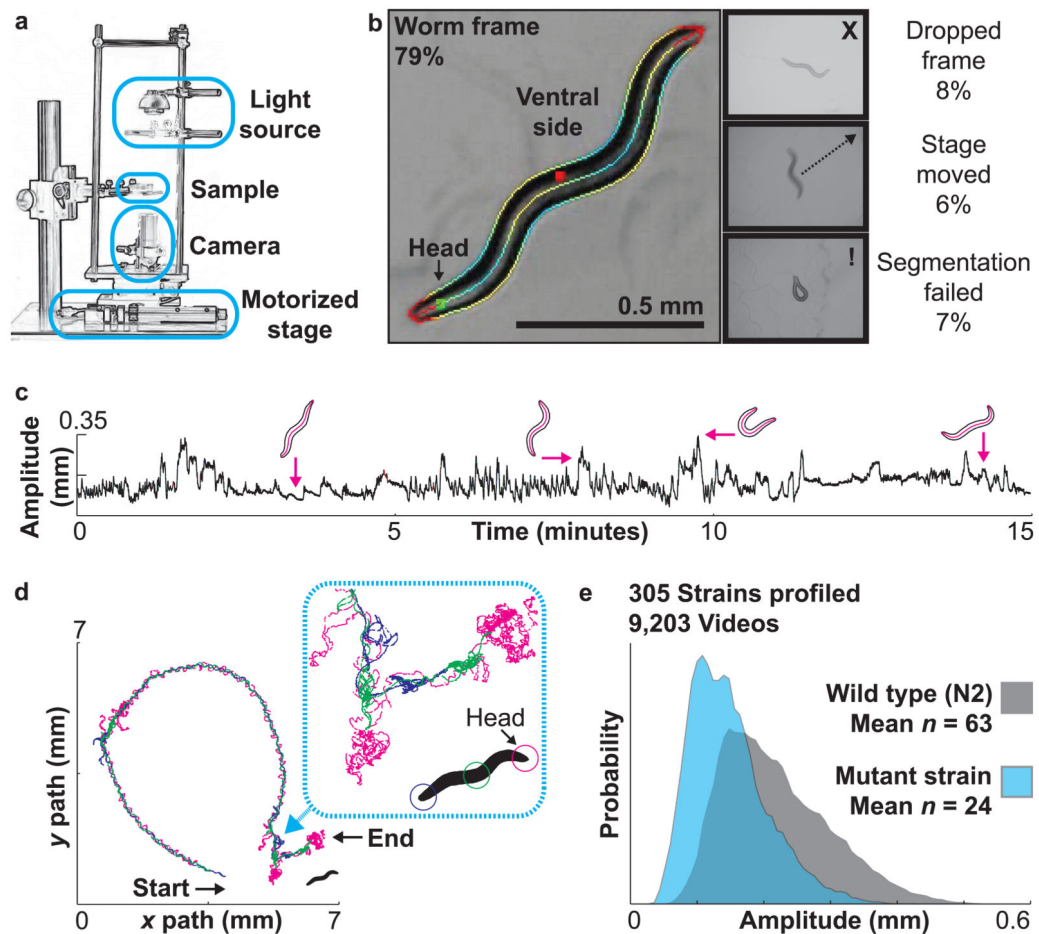 a
Light
source
Sample
Camera
Motorized
stage
b
Worm frame
79%
Ventral
side
Head
0.5 mm
X
Dropped
frame
8%
Stage
moved
6%
!
Segmentation
failed
7%
c
0.35
Amplitude
(mm)
0
5
10
15
Time (minutes)
d
7
y path (mm)
Start
End
Head
0
7
x path (mm)
e
305 Strains profiled
9,203 Videos
Probability
Wild type (N2)
Mean n = 63
Mutant strain
Mean n = 24
0
Amplitude (mm)
0.6